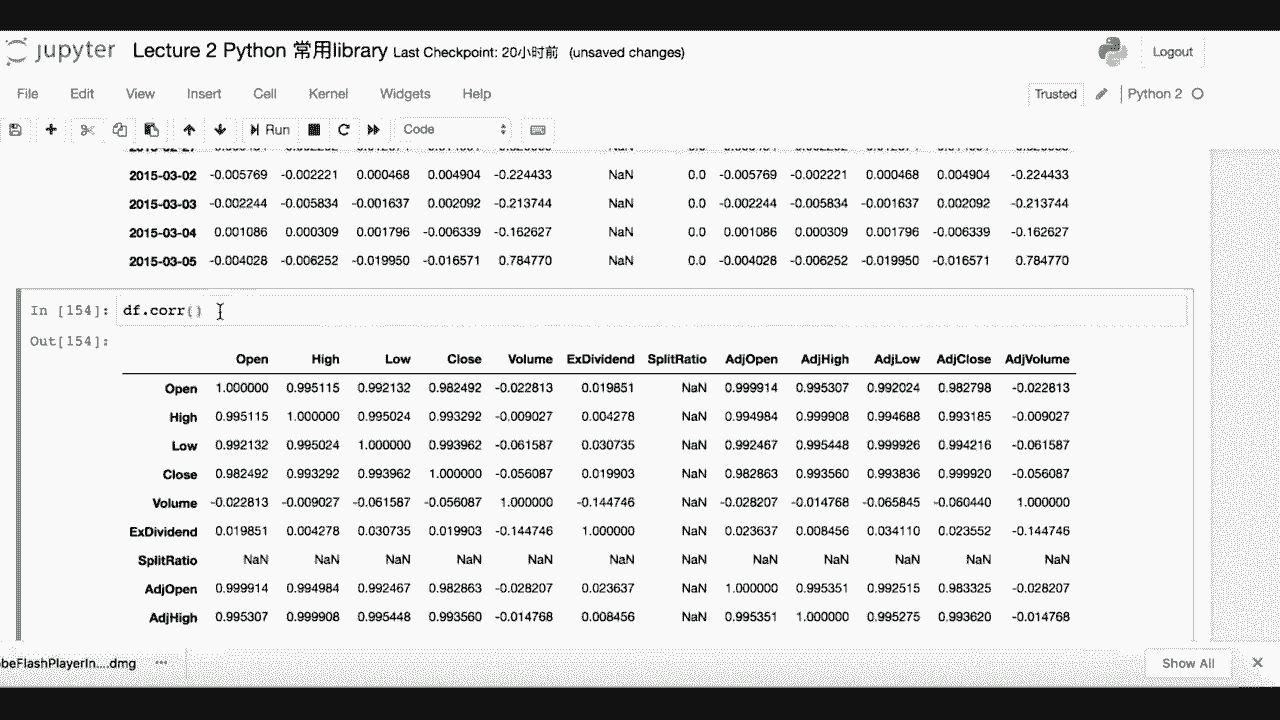 jupyter Lecture 2 Python 常用library Last Checkpoint: 20小时前 (unsaved changes) Logout
File Edit View Insert Cell Kernel Widgets Help Trusted Python 2
Run Code
2015-03-02 -0.005769 -0.002221 0.000468 0.004904 -0.224433 NaN 0.0 -0.005769 -0.002221 0.000468 0.004904 -0.224433
2015-03-03 -0.002244 -0.005834 -0.001637 0.002092 -0.213744 NaN 0.0 -0.002244 -0.005834 -0.001637 0.002092 -0.213744
2015-03-04 0.001086 0.000309 0.001796 -0.006339 -0.162627 NaN 0.0 0.001086 0.000309 0.001796 -0.006339 -0.162627
2015-03-05 -0.004028 -0.006252 -0.019950 -0.016571 0.784770 NaN 0.0 -0.004028 -0.006252 -0.019950 -0.016571 0.784770
In [154]: df.corr()
Out[154]:
Open High Low Close Volume ExDividend SplitRatio AdjOpen AdjHigh AdjLow AdjClose AdjVolume
Open 1.000000 0.995115 0.992132 0.982492 -0.022813 0.019851 NaN 0.999914 0.995307 0.992024 0.982798 -0.022813
High 0.995115 1.000000 0.995024 0.993292 -0.009027 0.004278 NaN 0.994984 0.999908 0.994688 0.993185 -0.009027
Low 0.992132 0.995024 1.000000 0.993962 -0.061587 0.030735 NaN 0.992467 0.995448 0.999926 0.994216 -0.061587
Close 0.982492 0.993292 0.993962 1.000000 -0.056087 0.019903 NaN 0.982863 0.993560 0.993836 0.999920 -0.056087
Volume -0.022813 -0.009027 -0.061587 -0.056087 1.000000 -0.144746 NaN -0.028207 -0.014768 -0.065845 -0.060440 1.000000
ExDividend 0.019851 0.004278 0.030735 0.019903 -0.144746 1.000000 NaN 0.023637 0.008456 0.034110 0.023552 -0.144746
SplitRatio NaN NaN NaN NaN NaN NaN NaN NaN NaN NaN NaN NaN
AdjOpen 0.999914 0.994984 0.992467 0.982863 -0.028207 0.023637 NaN 1.000000 0.995351 0.992515 0.983325 -0.028207
AdjHigh 0.995307 0.999908 0.995448 0.993560 -0.014768 0.008456 NaN 0.995351 1.000000 0.995275 0.993620 -0.014768
beFlashPlayerIn....dmg Show All